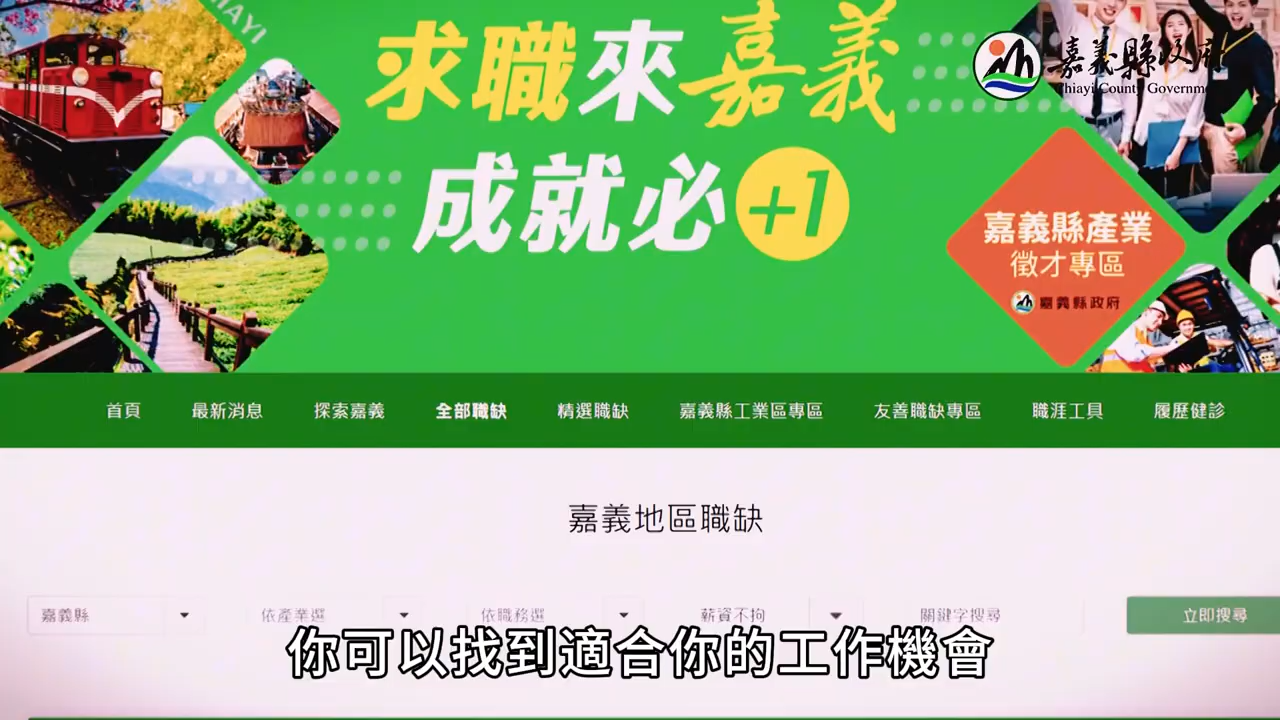 求職來嘉義
成就必+1
嘉義縣政府
Chiayi County Governm
嘉義縣產業
徵才專區
嘉義縣政府
首頁 最新消息 探索嘉義 全部職缺 精選職缺 嘉義縣工業區專區 友善職缺專區 職涯工具 履歷健診
嘉義地區職缺
嘉義縣 依產業選 依職務選 薪資不拘 關鍵字搜尋 立即搜尋
你可以找到適合你的工作機會